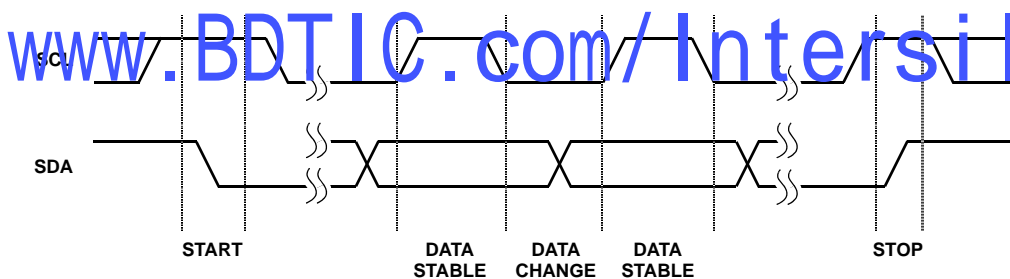 www.BDTIC.com/Intersil
SCL
SDA
START
DATA STABLE
DATA CHANGE
DATA STABLE
STOP